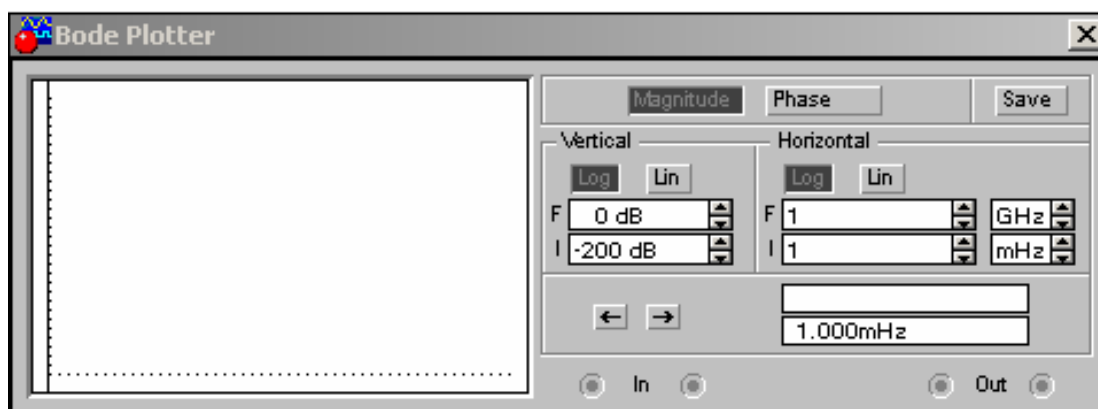 Bode Plotter
Magnitude Phase Save
Vertical Horizontal
Log Lin Log Lin
F 0 dB F 1 GHz
I -200 dB I 1 mHz
← →
1.000mHz
In Out